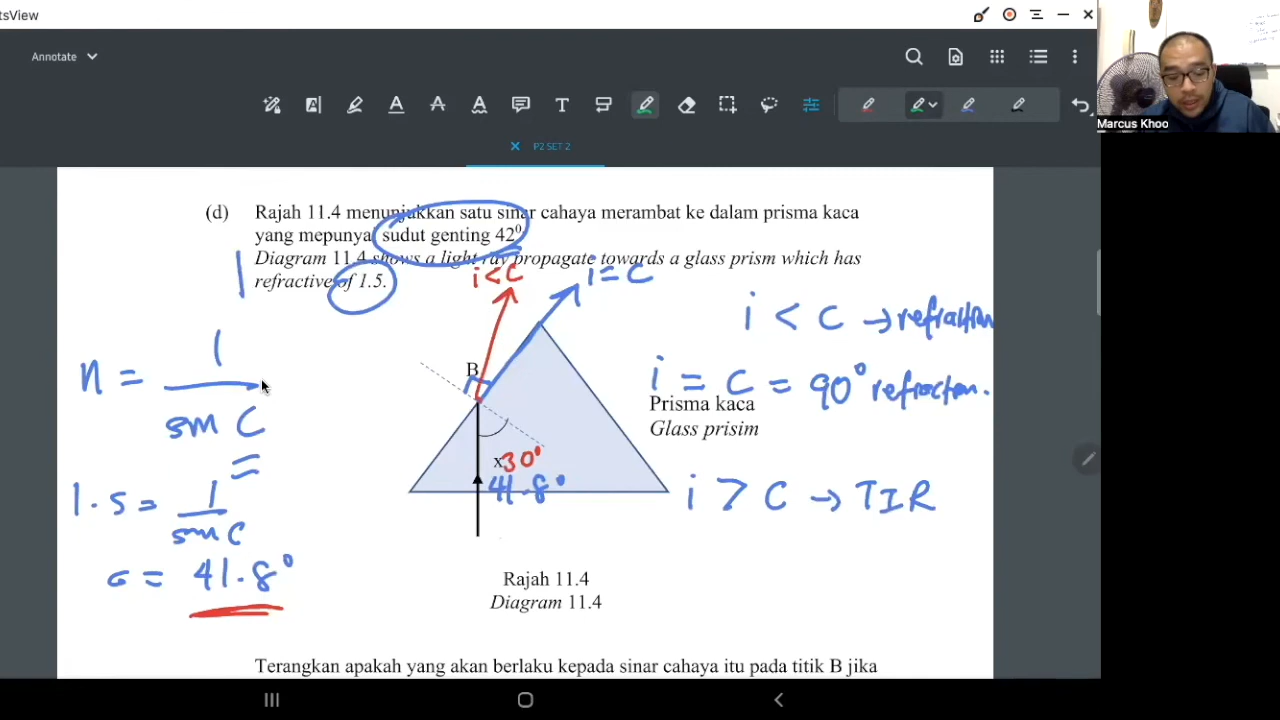 tsView
Annotate
P2 SET 2
Marcus Khoo
(d) Rajah 11.4 menunjukkan satu sinar cahaya merambat ke dalam prisma kaca
yang mepunya sudut genting 42⁰
Diagram 11.4 shows a light ray propagate towards a glass prism which has
refractive of 1.5.
i < c
i = c
i < c → refraction
n = 1 / sin C
B
i = c = 90° refraction.
Prisma kaca
Glass prisim
x 30°
41.8°
i > c → TIR
1.5 = 1 / sin C
c = 41.8°
Rajah 11.4
Diagram 11.4
Terangkan apakah yang akan berlaku kepada sinar cahaya itu pada titik B jika